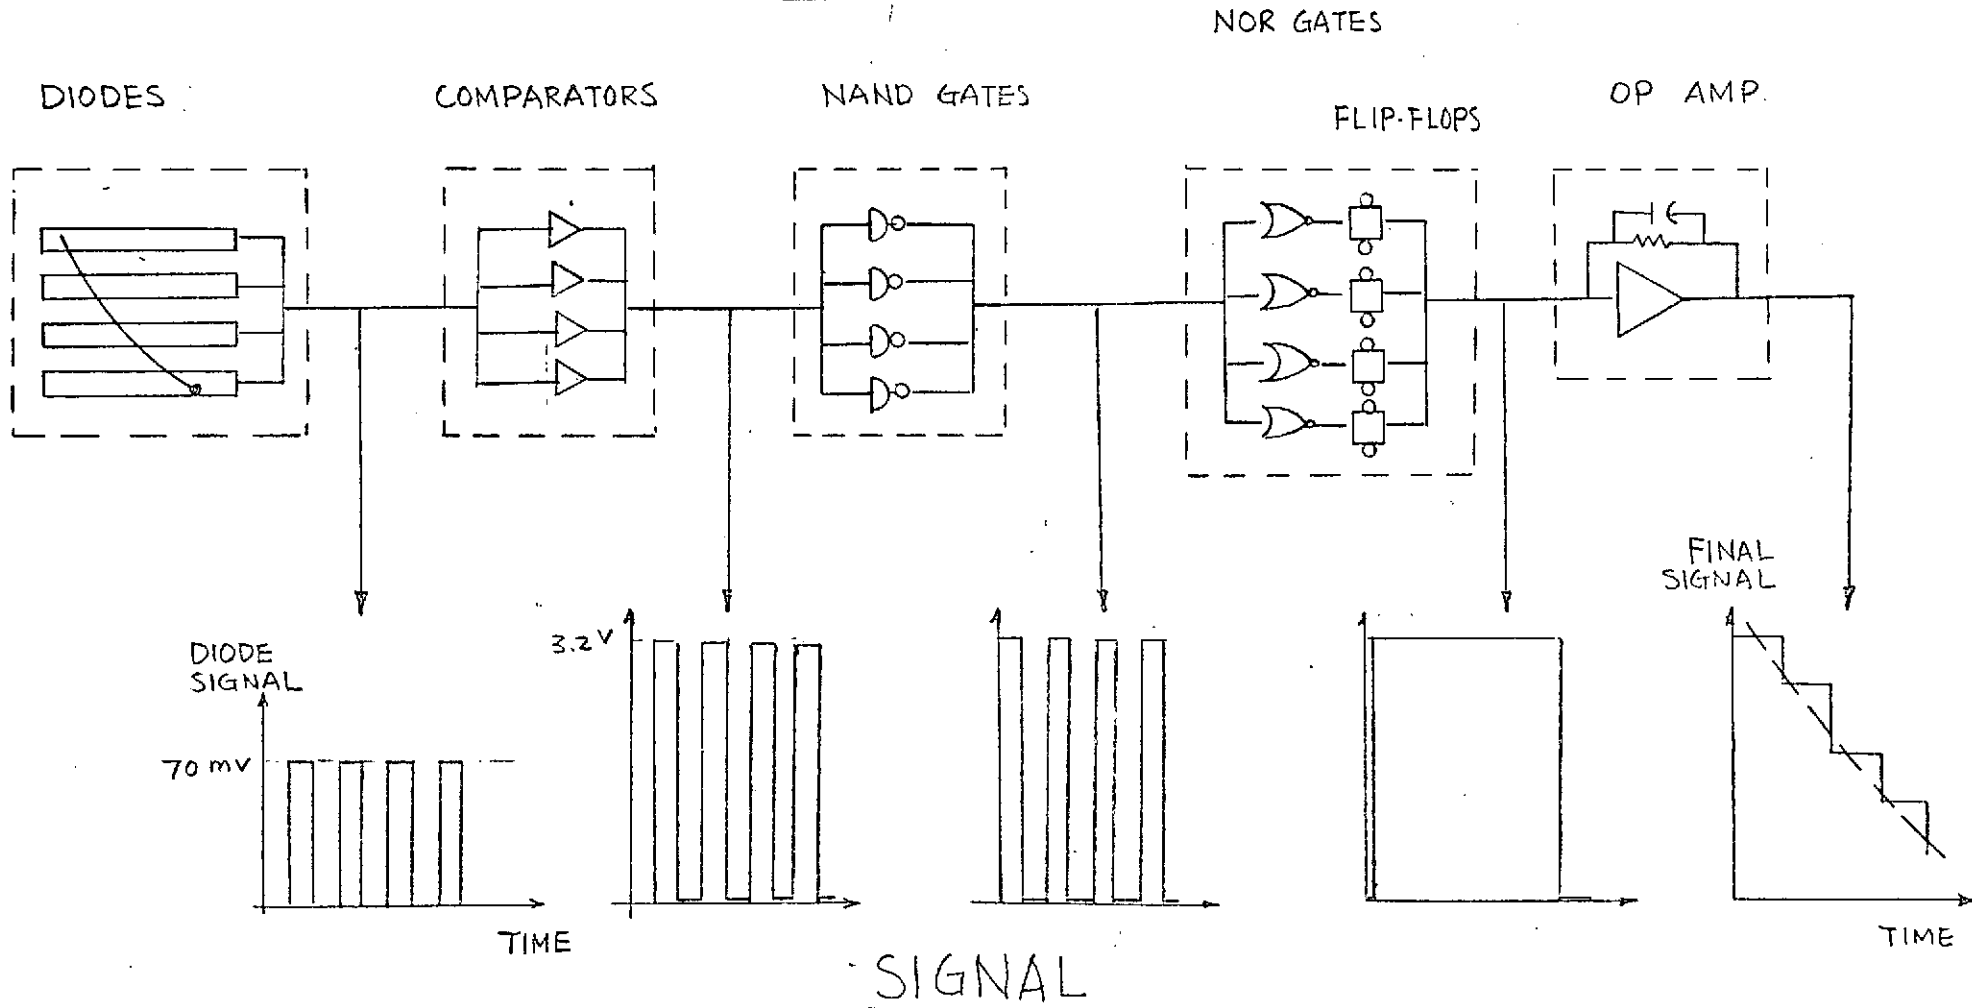 NOR GATES
DIODES
COMPARATORS
NAND GATES
FLIP-FLOPS
OP AMP.
DIODE
SIGNAL
70 mV
TIME
3.2 V
FINAL
SIGNAL
TIME
SIGNAL